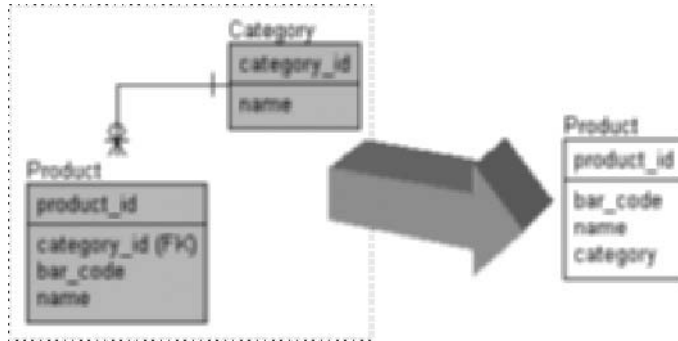 Category
category_id
name
Product
product_id
category_id (FK)
bar_code
name
Product
product_id
bar_code
name
category